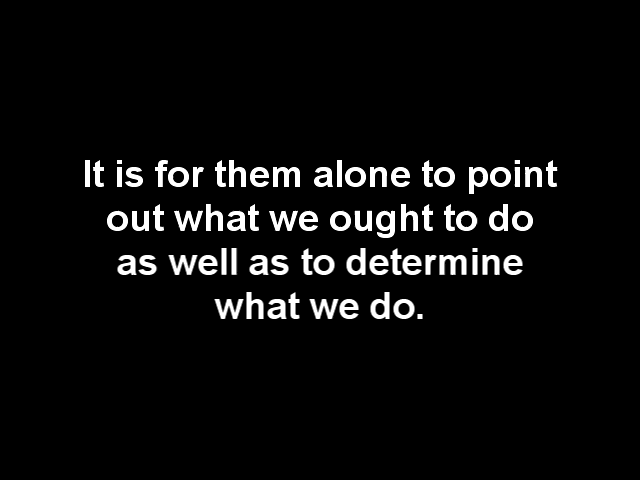 It is for them alone to point
out what we ought to do
as well as to determine
what we do.